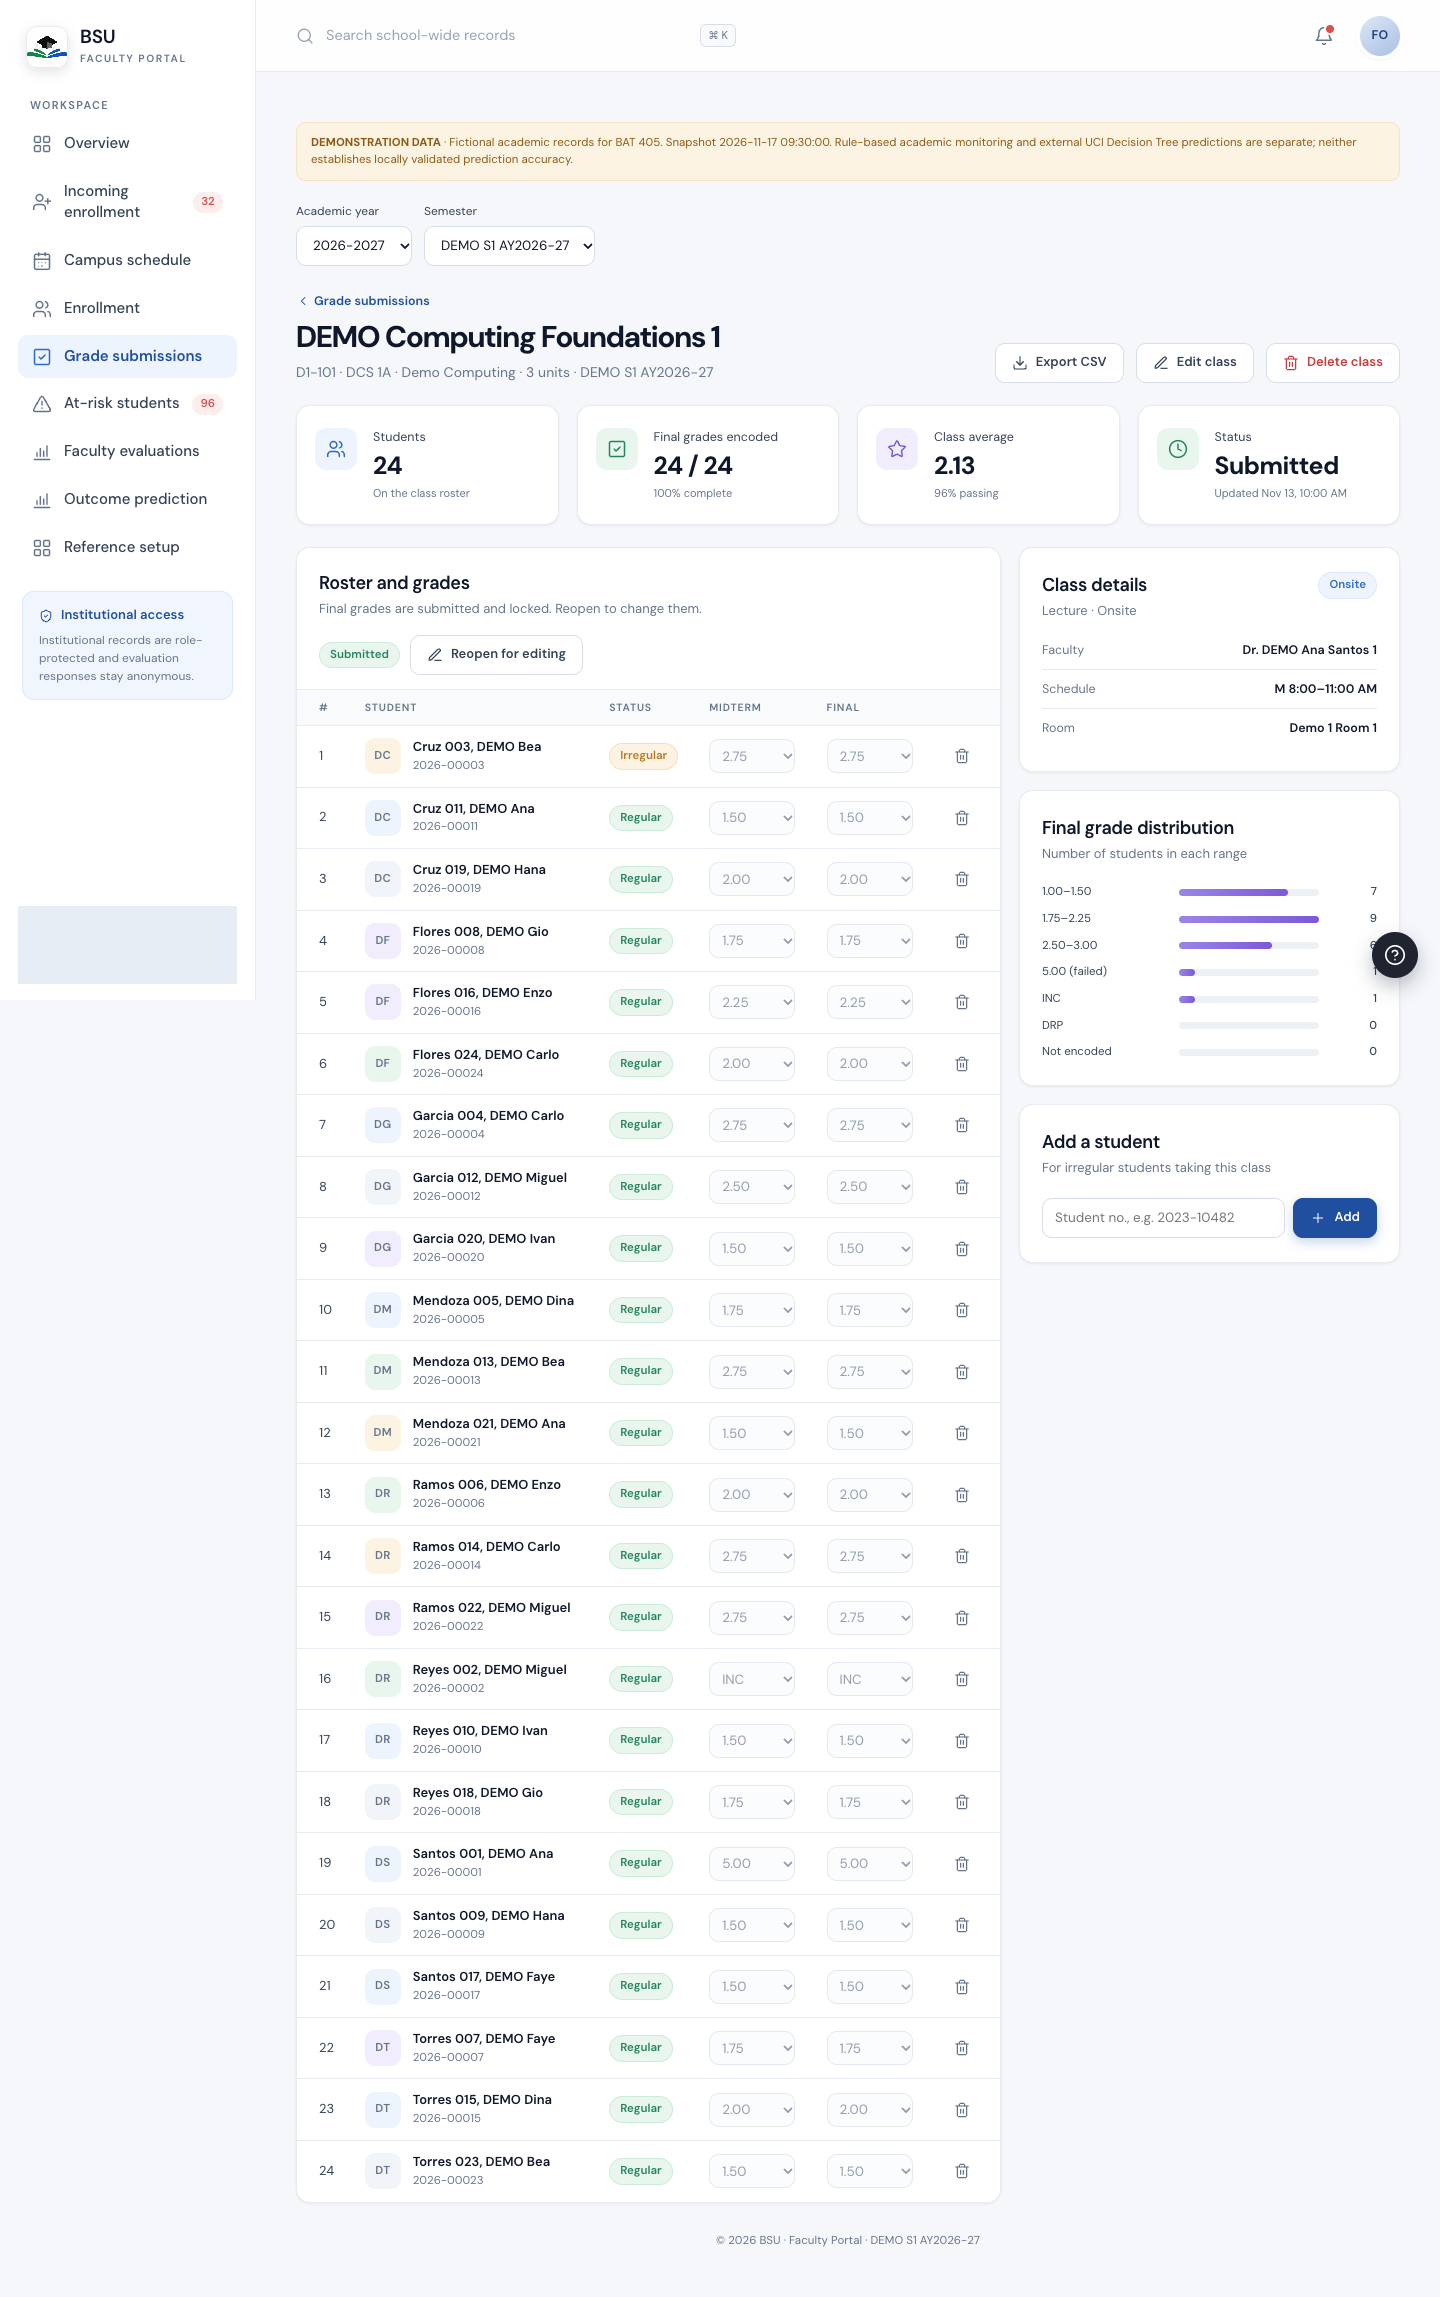 BSU
FACULTY PORTAL
Search school-wide records
⌘ K
FO
WORKSPACE
Overview
Incoming enrollment
32
Campus schedule
Enrollment
Grade submissions
At-risk students
96
Faculty evaluations
Outcome prediction
Reference setup
Institutional access
Institutional records are role-
protected and evaluation
responses stay anonymous.
DEMONSTRATION DATA · Fictional academic records for BAT 405. Snapshot 2026-11-17 09:30:00. Rule-based academic monitoring and external UCI Decision Tree predictions are separate; neither
establishes locally validated prediction accuracy.
Academic year
Semester
2026-2027
DEMO S1 AY2026-27
Grade submissions
DEMO Computing Foundations 1
D1-101 · DCS 1A · Demo Computing · 3 units · DEMO S1 AY2026-27
Export CSV
Edit class
Delete class
Students
24
On the class roster
Final grades encoded
24 / 24
100% complete
Class average
2.13
96% passing
Status
Submitted
Updated Nov 13, 10:00 AM
Roster and grades
Final grades are submitted and locked. Reopen to change them.
Submitted
Reopen for editing
# STUDENT STATUS MIDTERM FINAL
1 DC Cruz 003, DEMO Bea Irregular 2.75 2.75
2026-00003
2 DC Cruz 011, DEMO Ana Regular 1.50 1.50
2026-00011
3 DC Cruz 019, DEMO Hana Regular 2.00 2.00
2026-00019
4 DF Flores 008, DEMO Gio Regular 1.75 1.75
2026-00008
5 DF Flores 016, DEMO Enzo Regular 2.25 2.25
2026-00016
6 DF Flores 024, DEMO Carlo Regular 2.00 2.00
2026-00024
7 DG Garcia 004, DEMO Carlo Regular 2.75 2.75
2026-00004
8 DG Garcia 012, DEMO Miguel Regular 2.50 2.50
2026-00012
9 DG Garcia 020, DEMO Ivan Regular 1.50 1.50
2026-00020
10 DM Mendoza 005, DEMO Dina Regular 1.75 1.75
2026-00005
11 DM Mendoza 013, DEMO Bea Regular 2.75 2.75
2026-00013
12 DM Mendoza 021, DEMO Ana Regular 1.50 1.50
2026-00021
13 DR Ramos 006, DEMO Enzo Regular 2.00 2.00
2026-00006
14 DR Ramos 014, DEMO Carlo Regular 2.75 2.75
2026-00014
15 DR Ramos 022, DEMO Miguel Regular 2.75 2.75
2026-00022
16 DR Reyes 002, DEMO Miguel Regular INC INC
2026-00002
17 DR Reyes 010, DEMO Ivan Regular 1.50 1.50
2026-00010
18 DR Reyes 018, DEMO Gio Regular 1.75 1.75
2026-00018
19 DS Santos 001, DEMO Ana Regular 5.00 5.00
2026-00001
20 DS Santos 009, DEMO Hana Regular 1.50 1.50
2026-00009
21 DS Santos 017, DEMO Faye Regular 1.50 1.50
2026-00017
22 DT Torres 007, DEMO Faye Regular 1.75 1.75
2026-00007
23 DT Torres 015, DEMO Dina Regular 2.00 2.00
2026-00015
24 DT Torres 023, DEMO Bea Regular 1.50 1.50
2026-00023
Class details
Onsite
Lecture · Onsite
Faculty Dr. DEMO Ana Santos 1
Schedule M 8:00–11:00 AM
Room Demo 1 Room 1
Final grade distribution
Number of students in each range
1.00–1.50 7
1.75–2.25 9
2.50–3.00
5.00 (failed)
INC 1
DRP 0
Not encoded 0
Add a student
For irregular students taking this class
Student no., e.g. 2023-10482
Add
© 2026 BSU · Faculty Portal · DEMO S1 AY2026-27